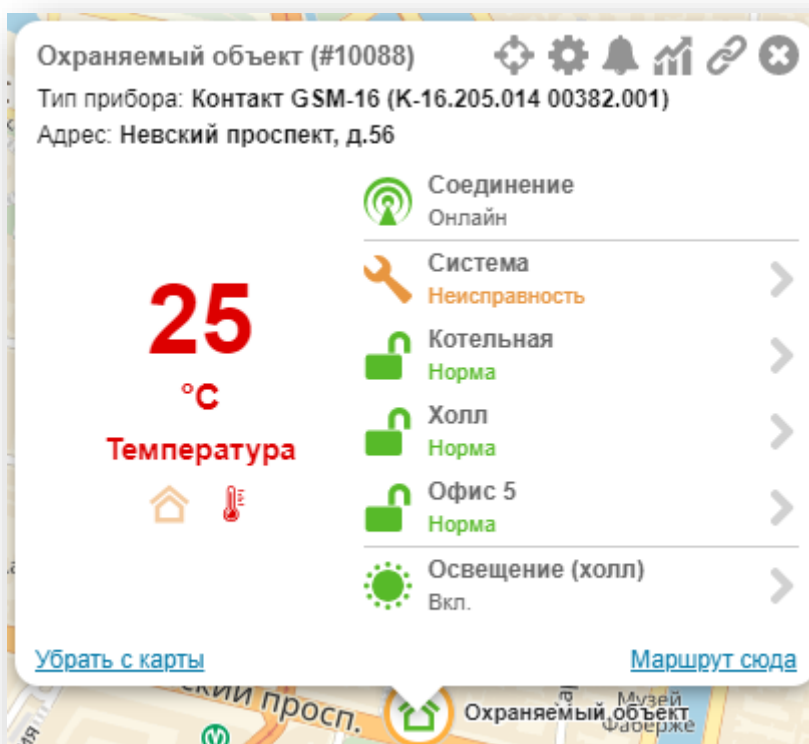 Охраняемый объект (#10088)
Тип прибора: Контакт GSM-16 (К-16.205.014 00382.001)
Адрес: Невский проспект, д.56
Соединение
Онлайн
Система
Неисправность
25
°C
Температура
Котельная
Норма
Холл
Норма
Офис 5
Норма
Освещение (холл)
Вкл.
Убрать с карты
Маршрут сюда
ский просп.
Охраняемый объект
Музей
Фаберже